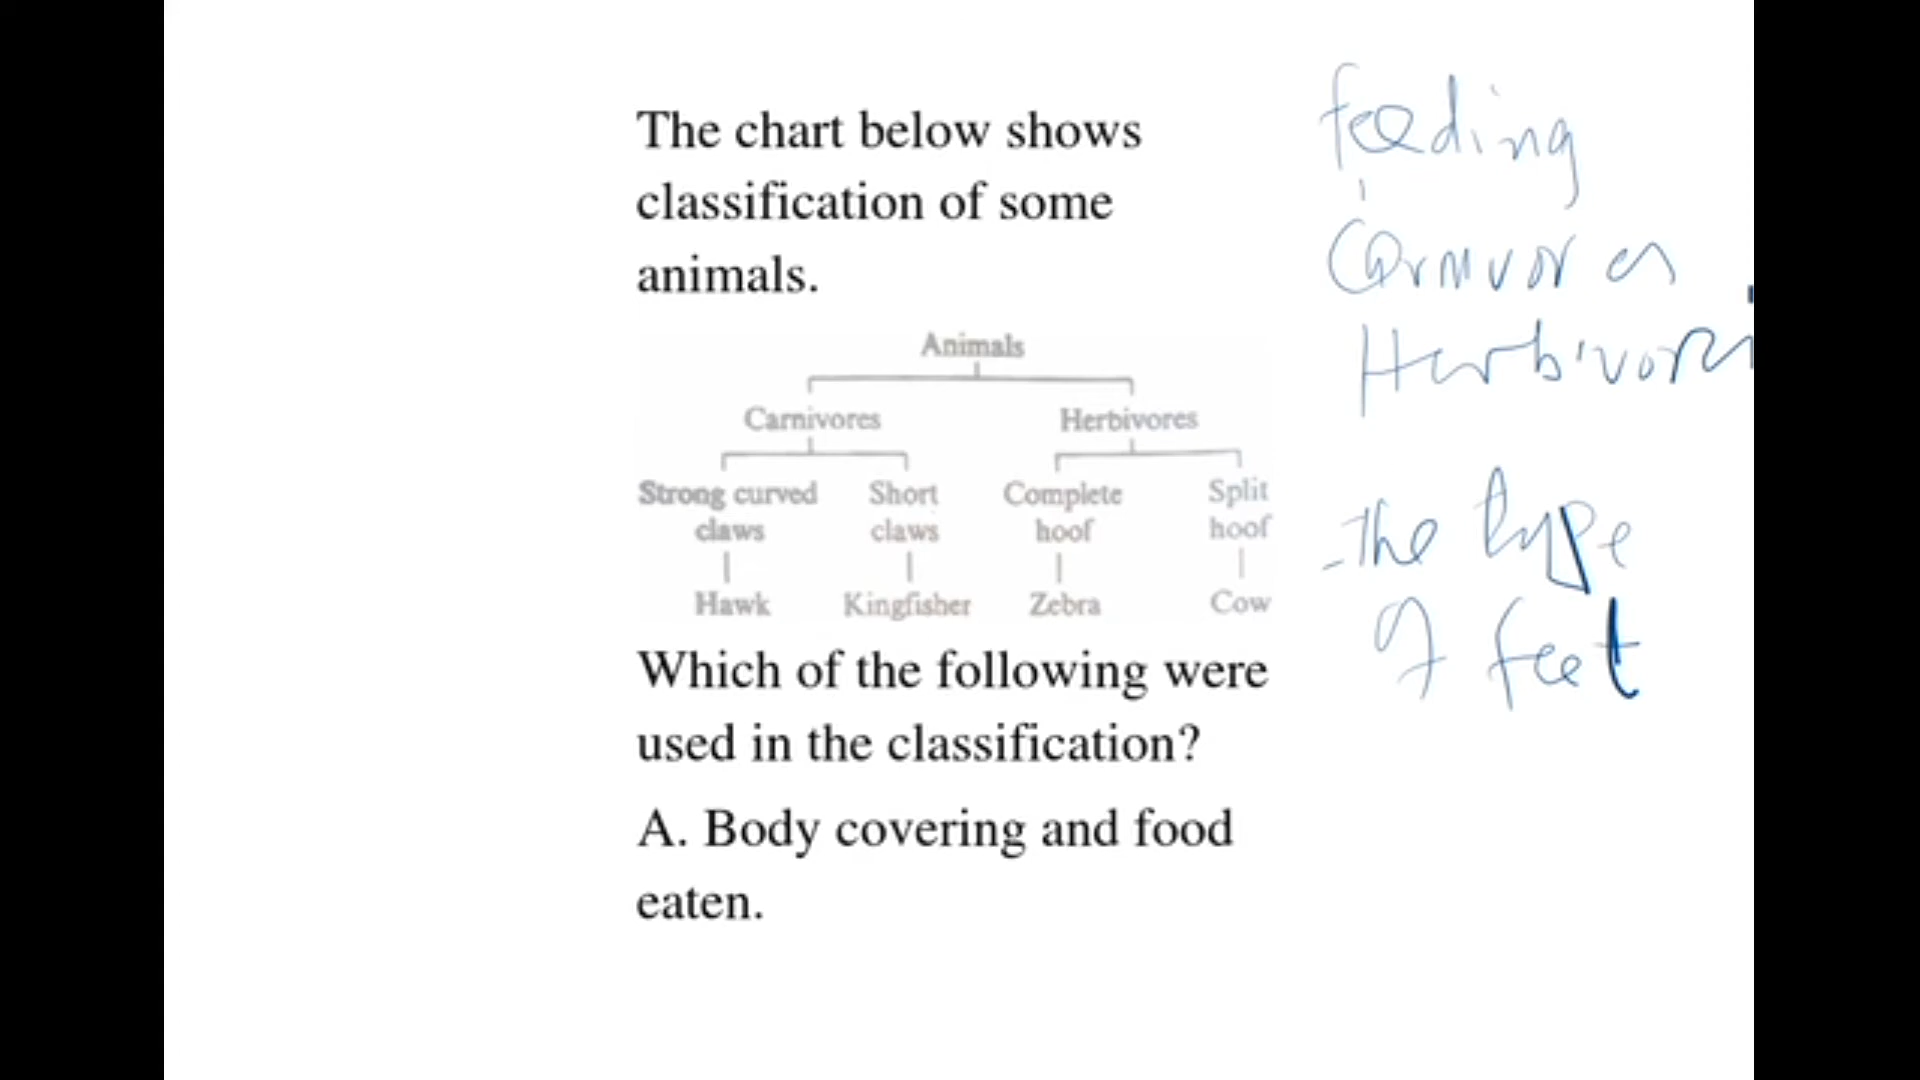 The chart below shows
classification of some
animals.
Animals
Carnivores Herbivores
Strong curved claws Short claws Complete hoof Split hoof
Hawk Kingfisher Zebra Cow
Which of the following were
used in the classification?
A. Body covering and food
eaten.
feeding
Carnivores
Herbivores
-The type
of feet